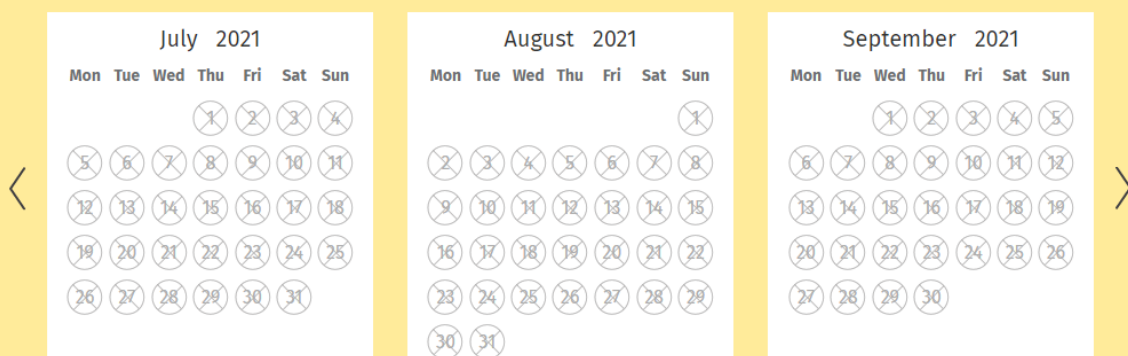 July 2021
Mon Tue Wed Thu Fri Sat Sun
1 2 3 4
5 6 7 8 9 10 11
12 13 14 15 16 17 18
19 20 21 22 23 24 25
26 27 28 29 30 31
August 2021
Mon Tue Wed Thu Fri Sat Sun
1
2 3 4 5 6 7 8
9 10 11 12 13 14 15
16 17 18 19 20 21 22
23 24 25 26 27 28 29
30 31
September 2021
Mon Tue Wed Thu Fri Sat Sun
1 2 3 4 5
6 7 8 9 10 11 12
13 14 15 16 17 18 19
20 21 22 23 24 25 26
27 28 29 30